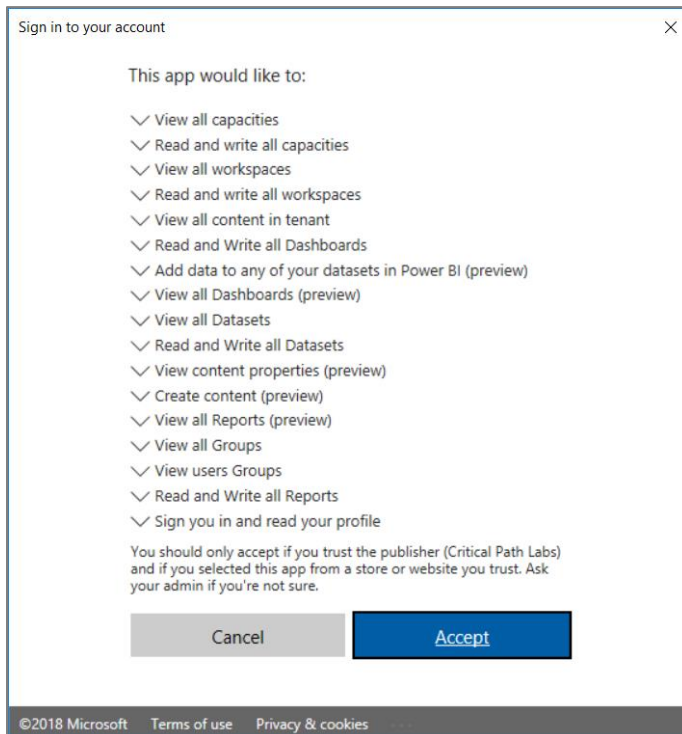 Sign in to your account
This app would like to:
View all capacities
Read and write all capacities
View all workspaces
Read and write all workspaces
View all content in tenant
Read and Write all Dashboards
Add data to any of your datasets in Power BI (preview)
View all Dashboards (preview)
View all Datasets
Read and Write all Datasets
View content properties (preview)
Create content (preview)
View all Reports (preview)
View all Groups
View users Groups
Read and Write all Reports
Sign you in and read your profile
You should only accept if you trust the publisher (Critical Path Labs)
and if you selected this app from a store or website you trust. Ask
your admin if you're not sure.
Cancel Accept
©2018 Microsoft Terms of use Privacy & cookies ...